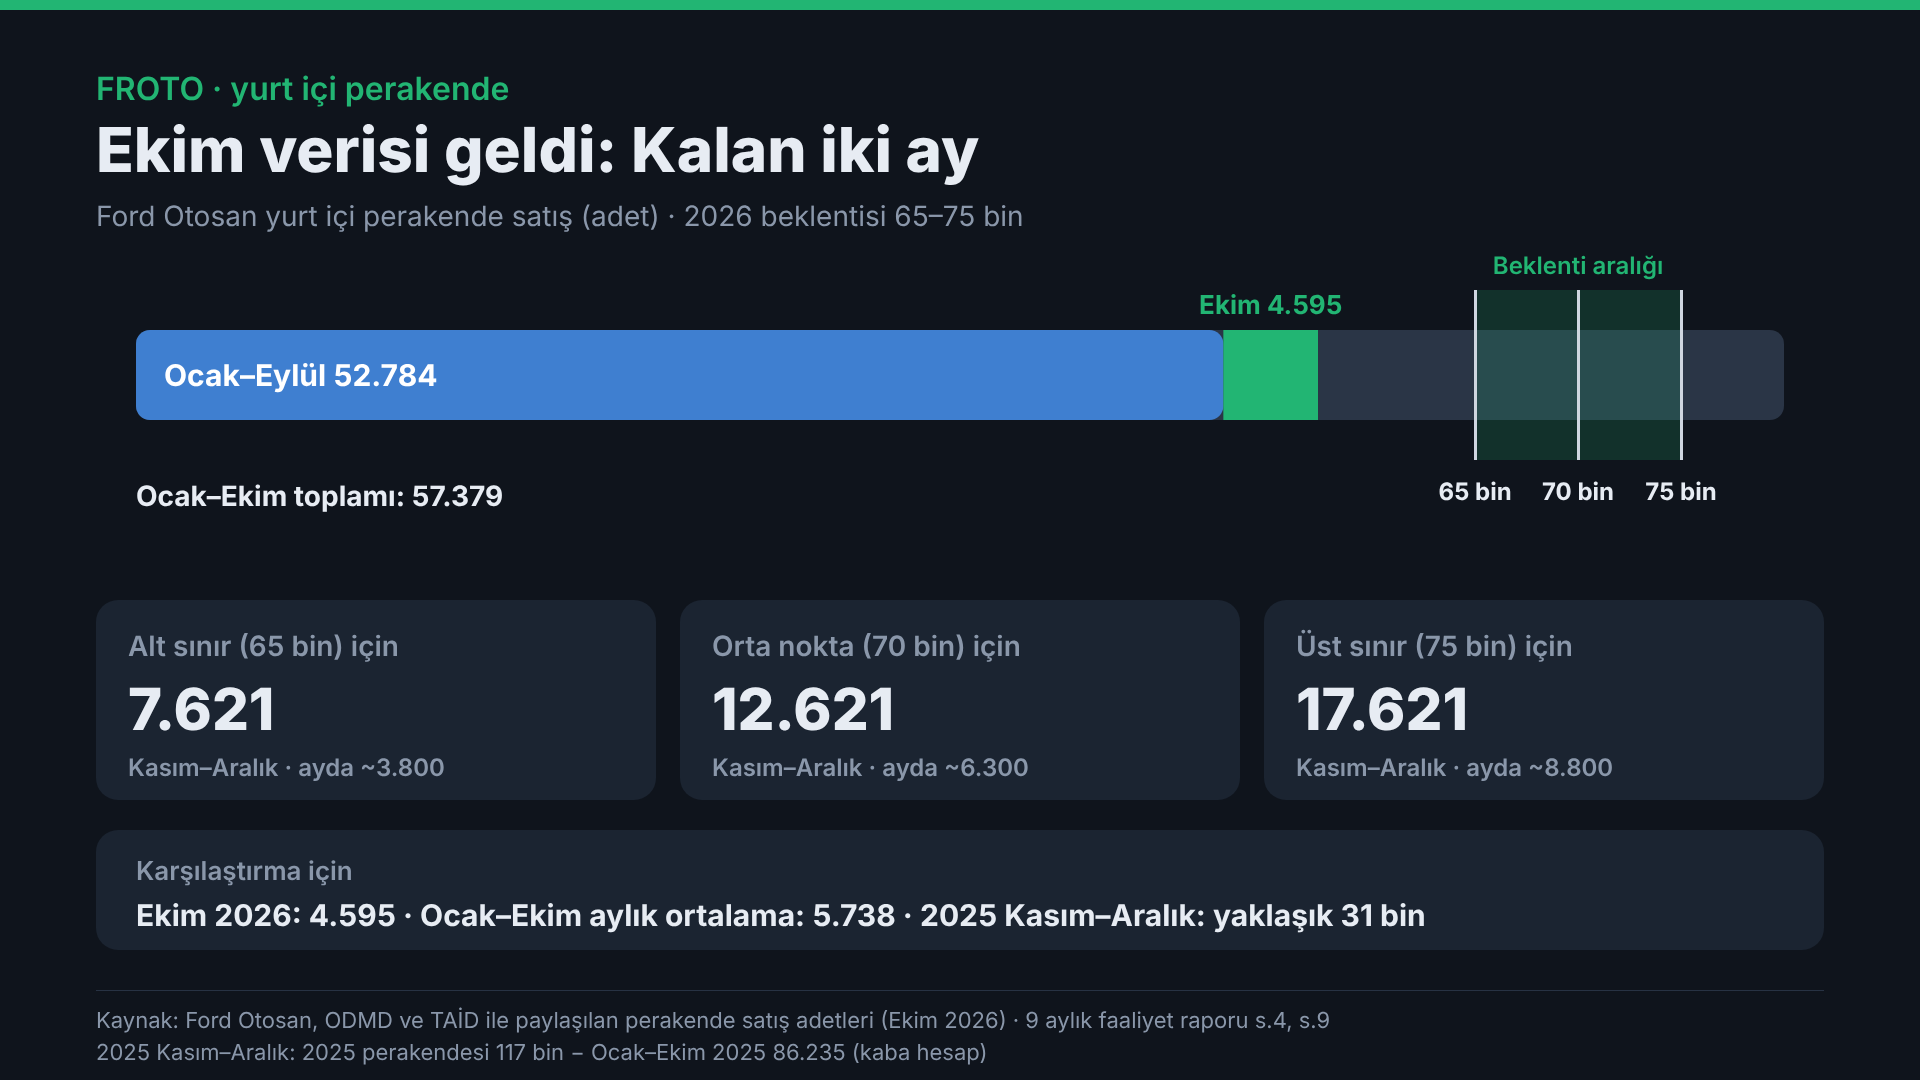 FROTO · yurt içi perakende
Ekim verisi geldi: Kalan iki ay
Ford Otosan yurt içi perakende satış (adet) · 2026 beklentisi 65–75 bin
Beklenti aralığı
Ekim 4.595
Ocak–Eylül 52.784
65 bin 70 bin 75 bin
Ocak–Ekim toplamı: 57.379
Alt sınır (65 bin) için
7.621
Kasım–Aralık · ayda ~3.800
Orta nokta (70 bin) için
12.621
Kasım–Aralık · ayda ~6.300
Üst sınır (75 bin) için
17.621
Kasım–Aralık · ayda ~8.800
Karşılaştırma için
Ekim 2026: 4.595 · Ocak–Ekim aylık ortalama: 5.738 · 2025 Kasım–Aralık: yaklaşık 31 bin
Kaynak: Ford Otosan, ODMD ve TAİD ile paylaşılan perakende satış adetleri (Ekim 2026) · 9 aylık faaliyet raporu s.4, s.9
2025 Kasım–Aralık: 2025 perakendesi 117 bin − Ocak–Ekim 2025 86.235 (kaba hesap)